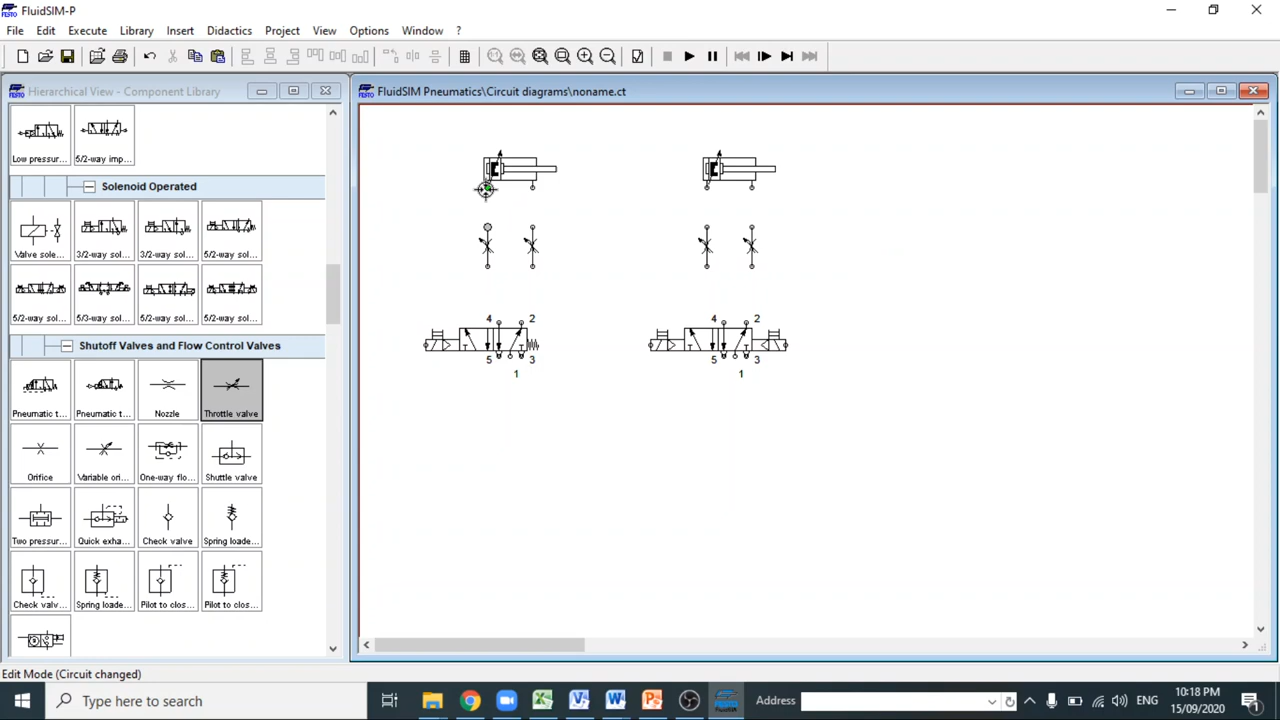 FluidSIM-P
File Edit Execute Library Insert Didactics Project View Options Window ?
Hierarchical View - Component Library
FluidSIM Pneumatics\Circuit diagrams\noname.ct
Low pressur... 5/2-way imp...
Solenoid Operated
Valve sole... 3/2-way sol... 3/2-way sol... 5/2-way sol...
5/2-way sol... 5/3-way sol... 5/2-way sol... 5/2-way sol...
Shutoff Valves and Flow Control Valves
Pneumatic t... Pneumatic t... Nozzle Throttle valve
Orifice Variable ori... One-way flo... Shuttle valve
Two pressur... Quick exha... Check valve Spring loade...
Check valv... Spring loade... Pilot to clos... Pilot to clos...
4 2 4 2
5 3 5 3
1 1
Edit Mode (Circuit changed)
Type here to search
Address
ENG
10:18 PM
15/09/2020